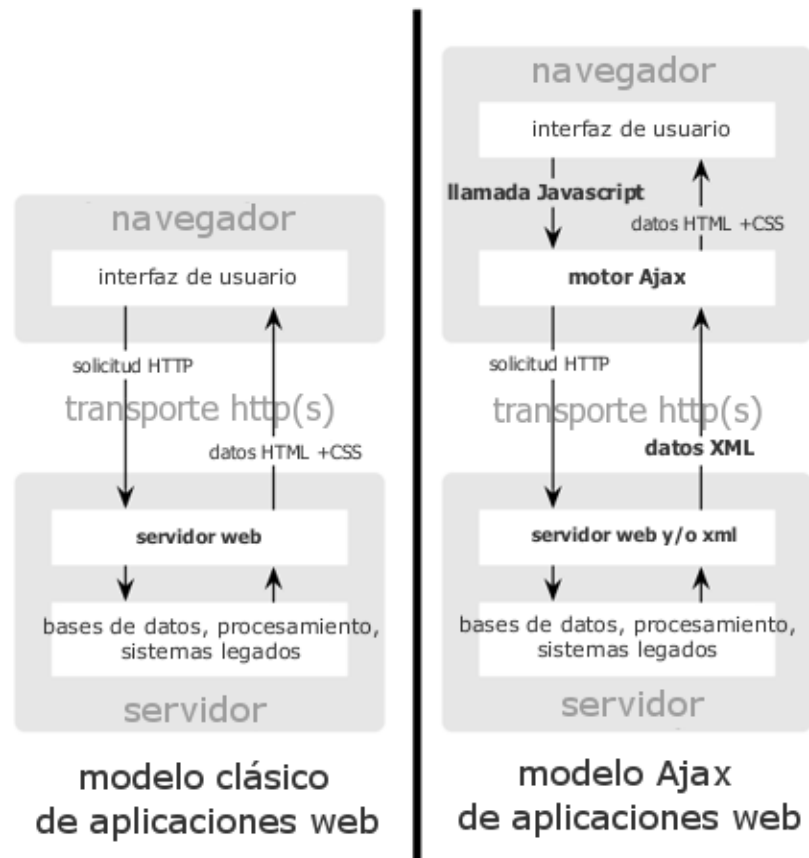 navegador
interfaz de usuario
solicitud HTTP
transporte http(s)
datos HTML +CSS
servidor web
bases de datos, procesamiento,
sistemas legados
servidor
modelo clásico
de aplicaciones web
navegador
interfaz de usuario
llamada Javascript
datos HTML +CSS
motor Ajax
solicitud HTTP
transporte http(s)
datos XML
servidor web y/o xml
bases de datos, procesamiento,
sistemas legados
servidor
modelo Ajax
de aplicaciones web